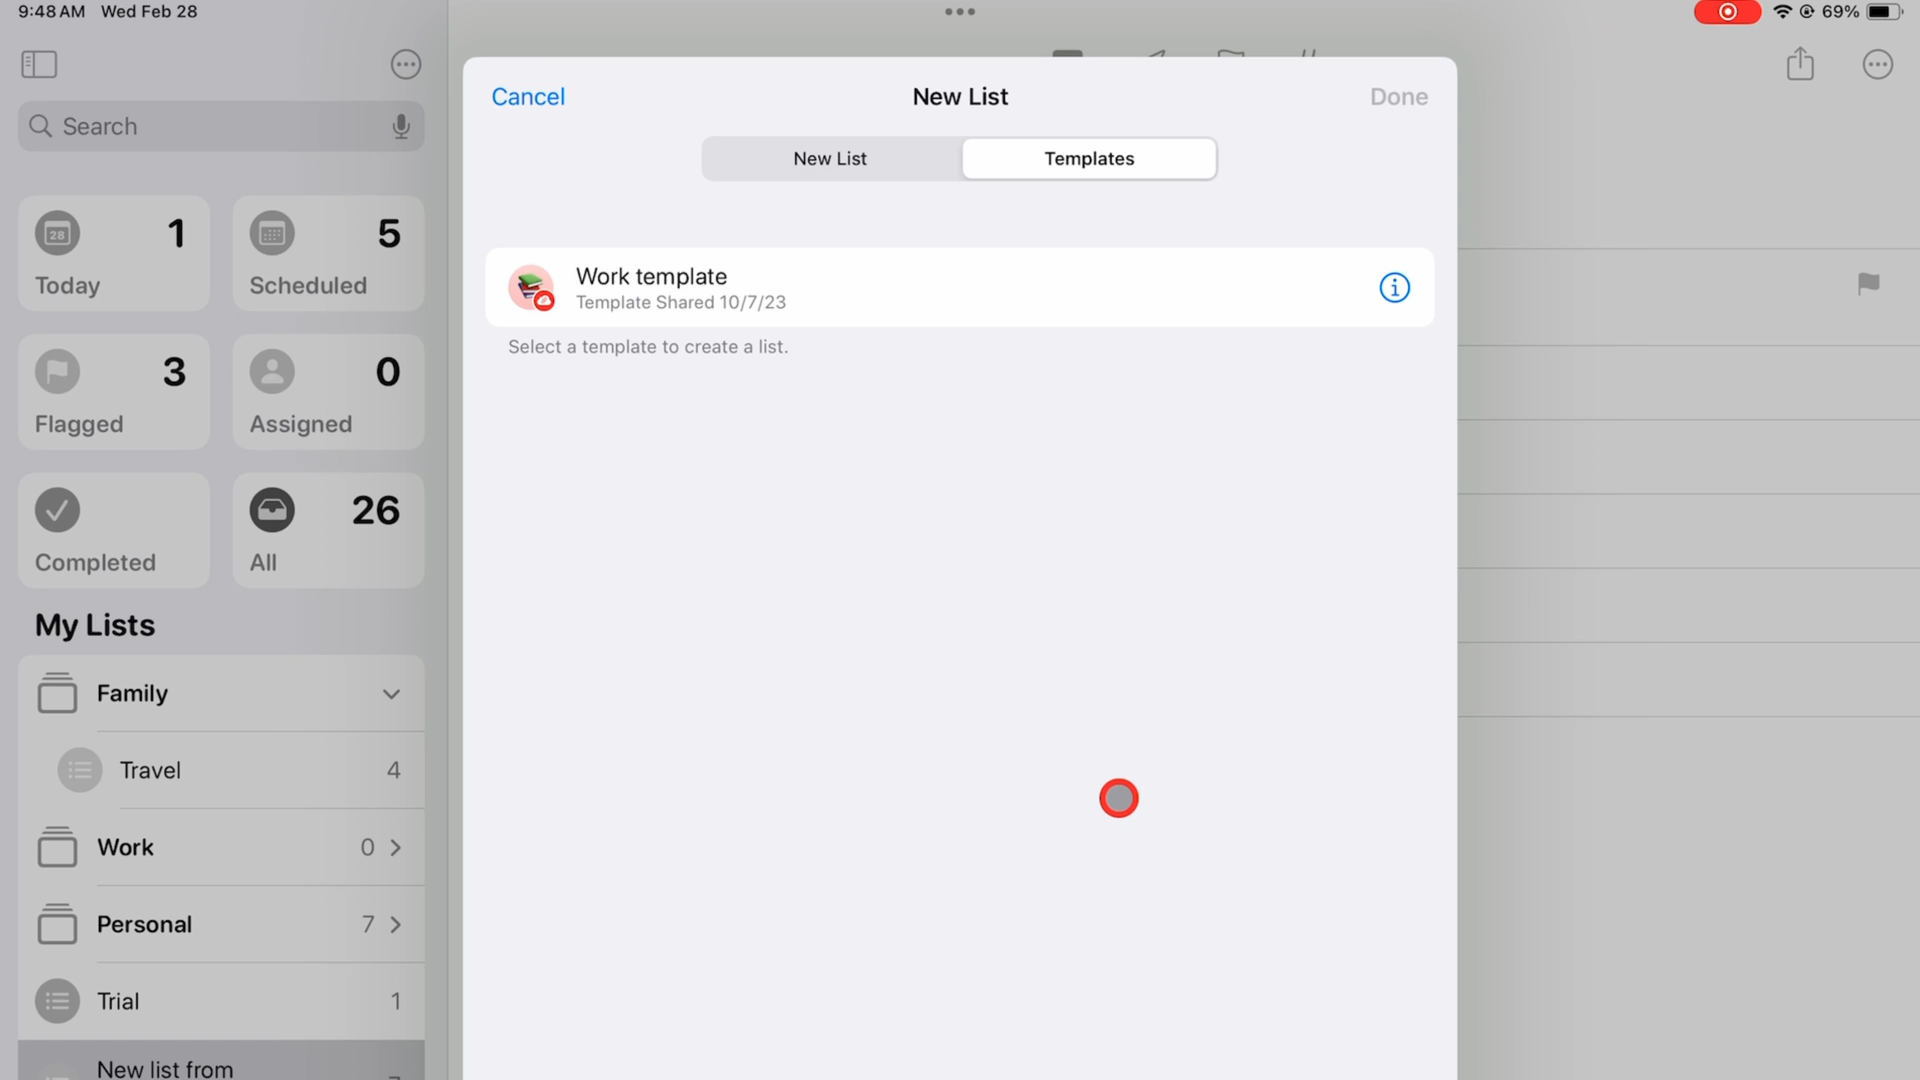 9:48 AM Wed Feb 28
69%
Search
28
1
Today
5
Scheduled
3
Flagged
0
Assigned
Completed
26
All
My Lists
Family
Travel 4
Work 0
Personal 7
Trial 1
New list from
Cancel
New List
Done
New List
Templates
Work template
Template Shared 10/7/23
Select a template to create a list.